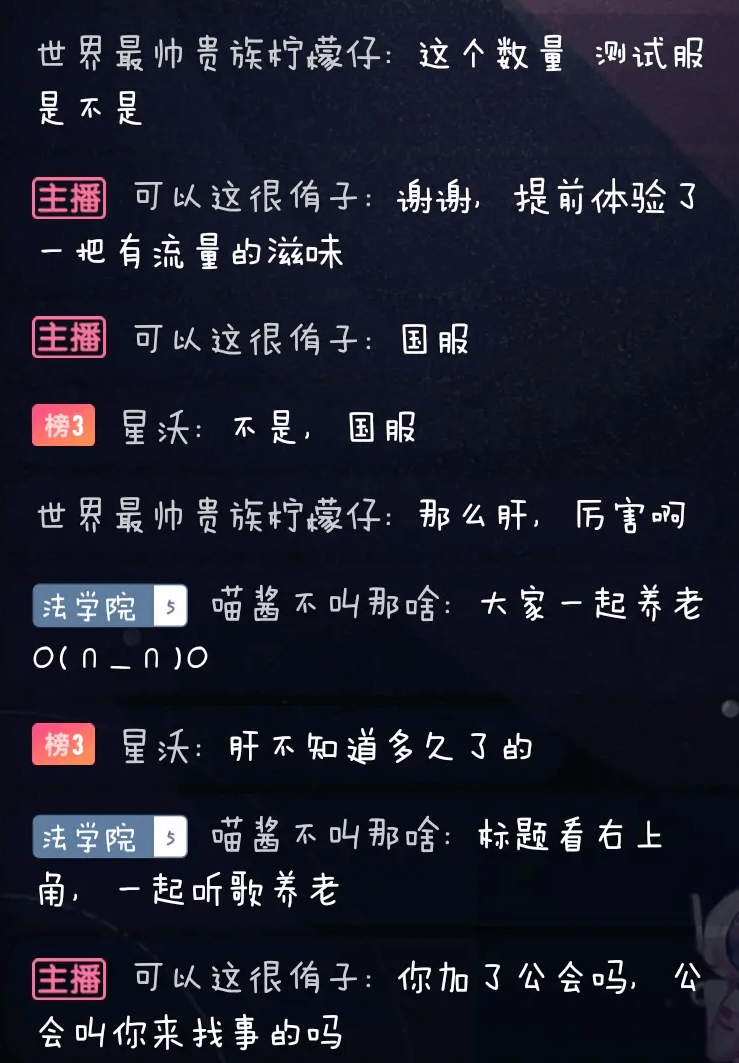 世界最帅贵族柠檬仔：这个数量 测试服
是不是
主播 可以这很侑子：谢谢，提前体验了
一把有流量的滋味
主播 可以这很侑子：国服
榜3 星沃：不是，国服
世界最帅贵族柠檬仔：那么肝，厉害啊
法学院 5 喵酱不叫那啥：大家一起养老
O(∩_∩)O
榜3 星沃：肝不知道多久了的
法学院 5 喵酱不叫那啥：标题看右上
角，一起听歌养老
主播 可以这很侑子：你加了公会吗，公
会叫你来找事的吗